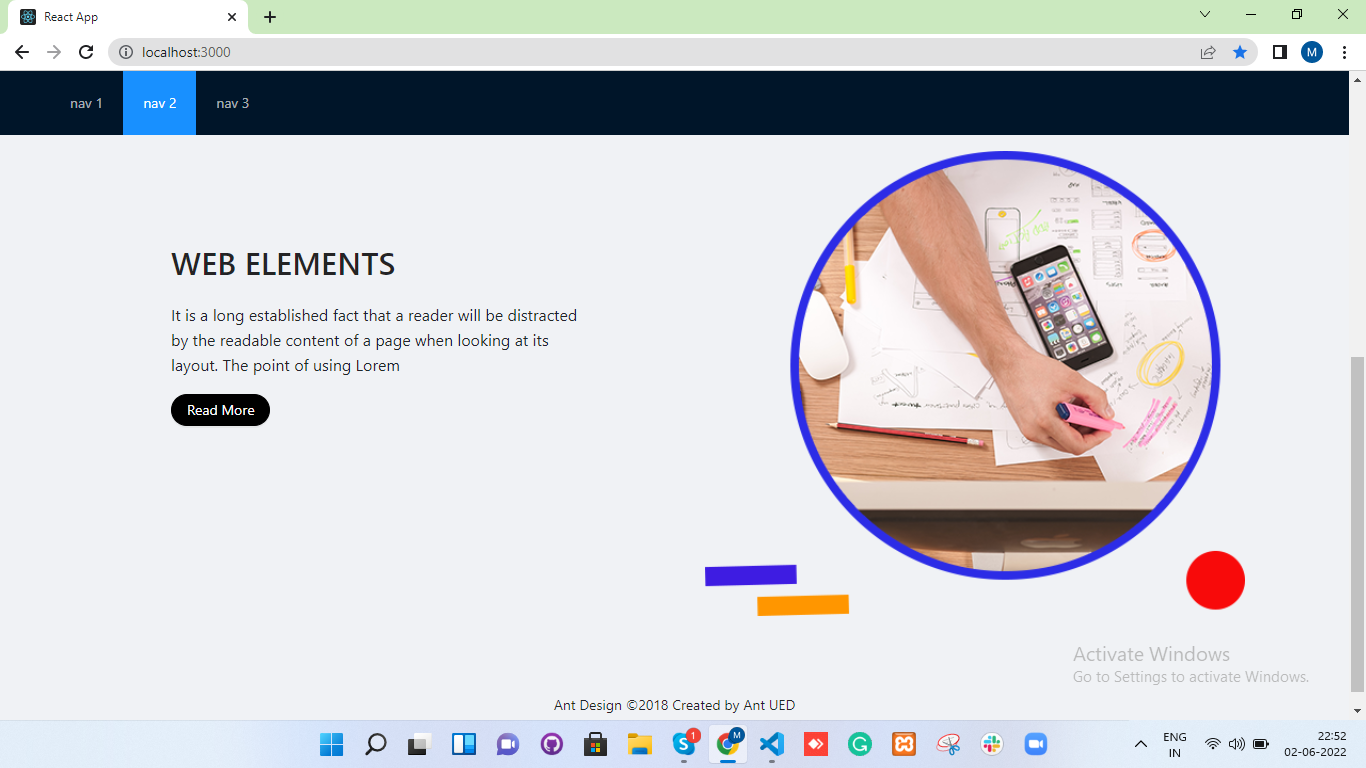 React App
localhost:3000
M
nav 1
nav 2
nav 3
WEB ELEMENTS
It is a long established fact that a reader will be distracted
by the readable content of a page when looking at its
layout. The point of using Lorem
Read More
Activate Windows
Go to Settings to activate Windows.
Ant Design ©2018 Created by Ant UED
1
M
ENG
IN
22:52
02-06-2022